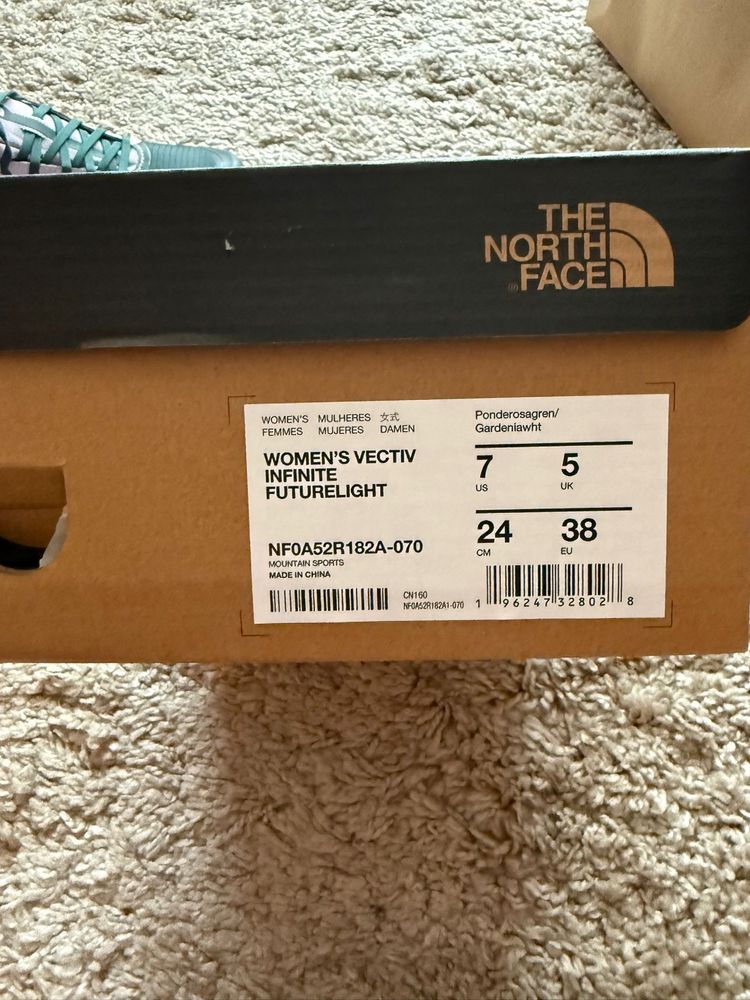 THE
NORTH
FACE
®
WOMEN'S MULHERES 女式
FEMMES MUJERES DAMEN
WOMEN'S VECTIV
INFINITE
FUTURELIGHT
NF0A52R182A-070
MOUNTAIN SPORTS
MADE IN CHINA
CN160
NF0A52R182A1-070
Ponderosagren/
Gardeniawht
7 5
US UK
24 38
CM EU
1 96247 32802 8